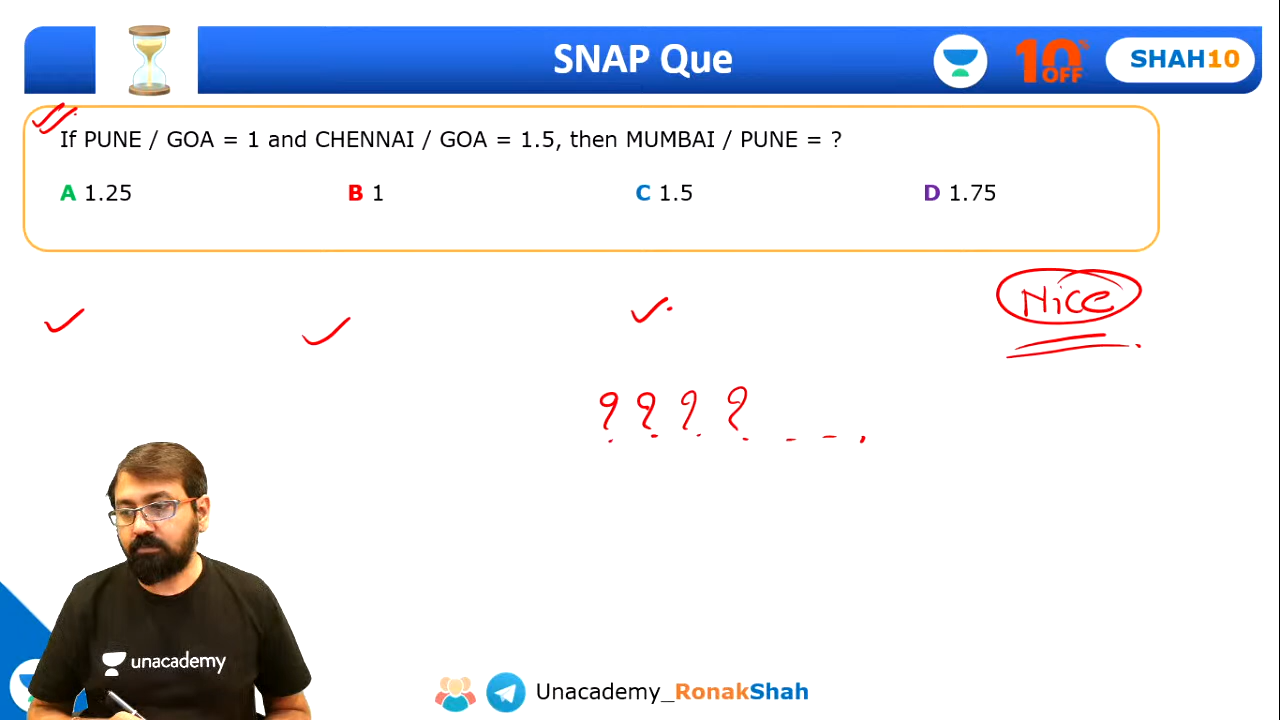 SNAP Que
10% OFF
SHAH10
If PUNE / GOA = 1 and CHENNAI / GOA = 1.5, then MUMBAI / PUNE = ?
A 1.25 B 1 C 1.5 D 1.75
Nice
? ? ? ?
unacademy
Unacademy_RonakShah